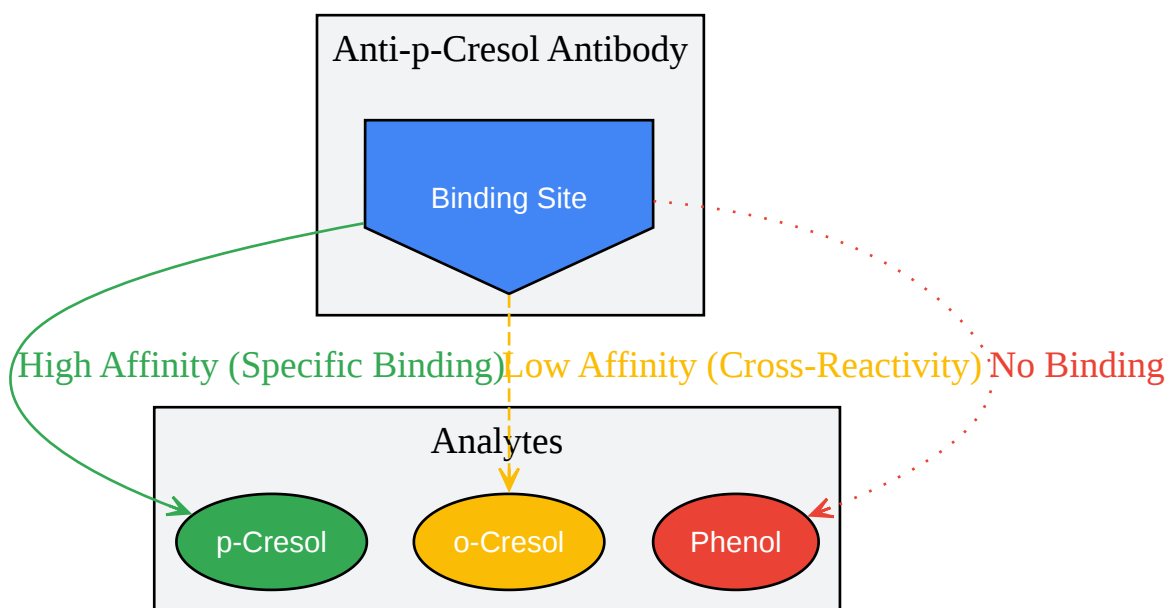 Anti-p-Cresol Antibody
Binding Site
High Affinity (Specific Binding)
Low Affinity (Cross-Reactivity)
No Binding
Analytes
p-Cresol
o-Cresol
Phenol